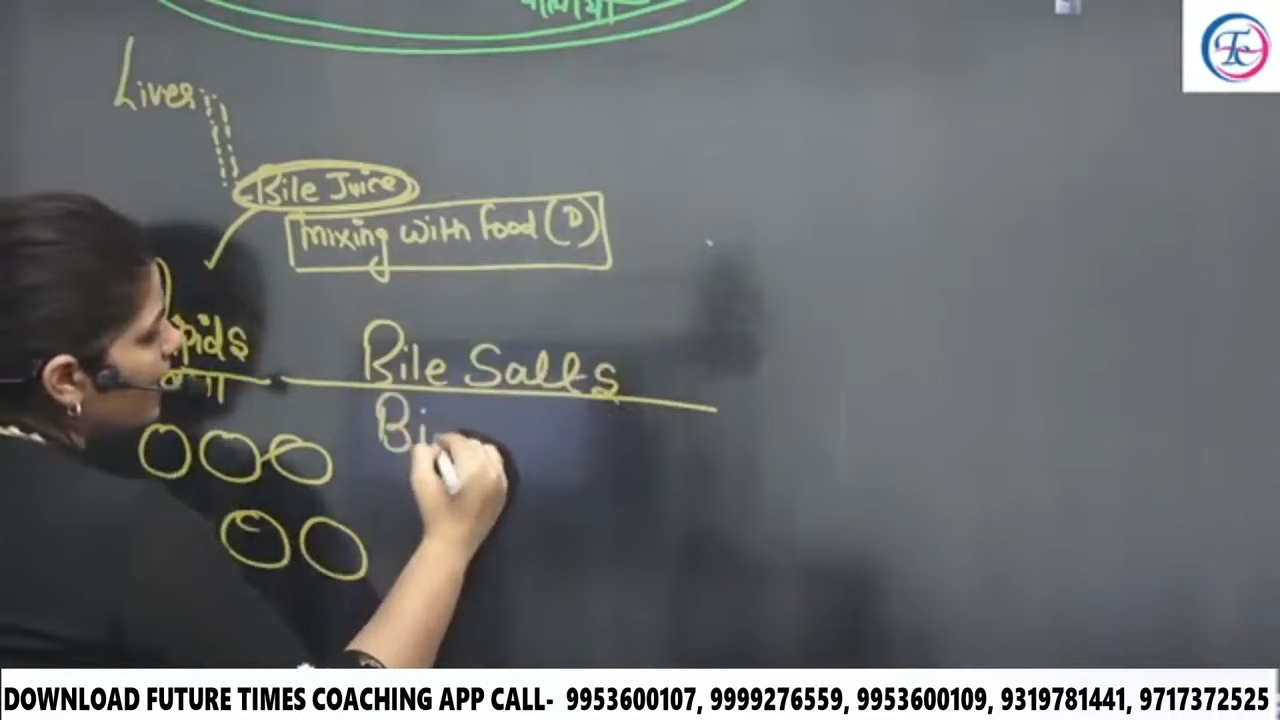 Liver
Bile Juice
Mixing with food (D)
pids
Bile Salts
Bi
DOWNLOAD FUTURE TIMES COACHING APP CALL- 9953600107, 9999276559, 9953600109, 9319781441, 9717372525